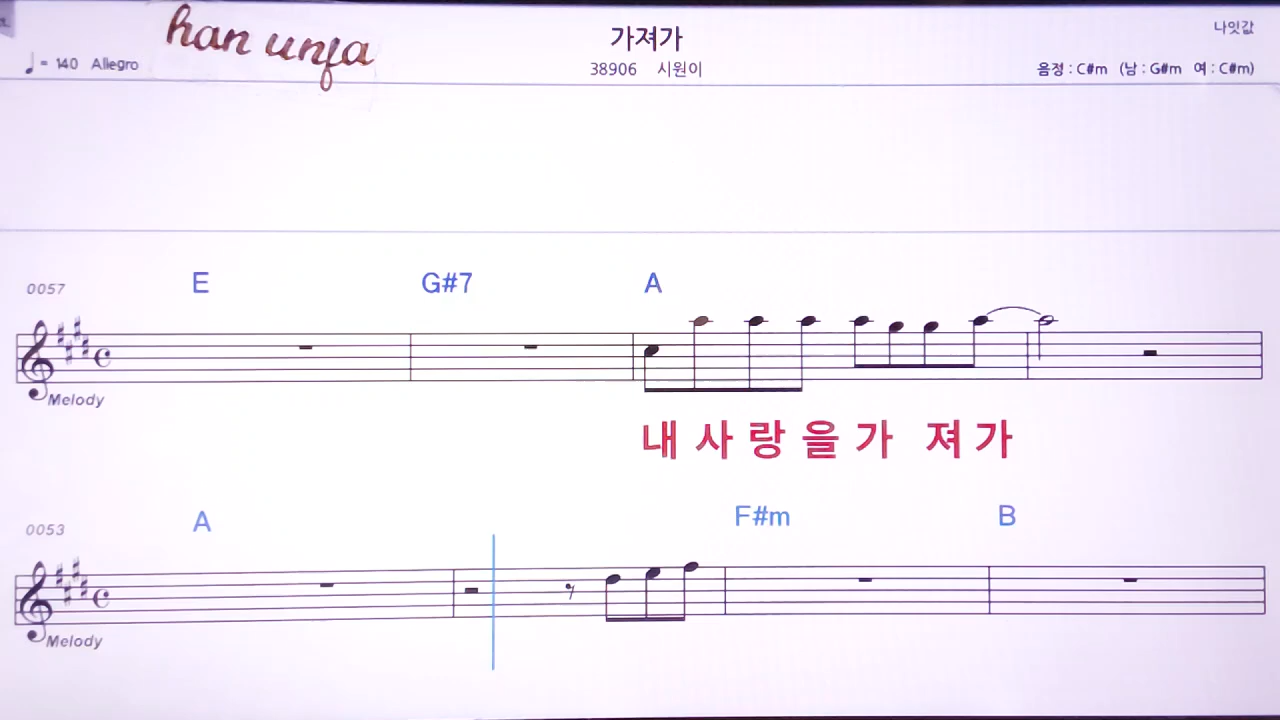 han unfa
가져가
나잇값
♩ = 140 Allegro
38906 시원이
음정 : C#m (남 : G#m 여 : C#m)
0057
E G#7 A
Melody
내 사 랑 을 가 져 가
0053
A F#m B
Melody